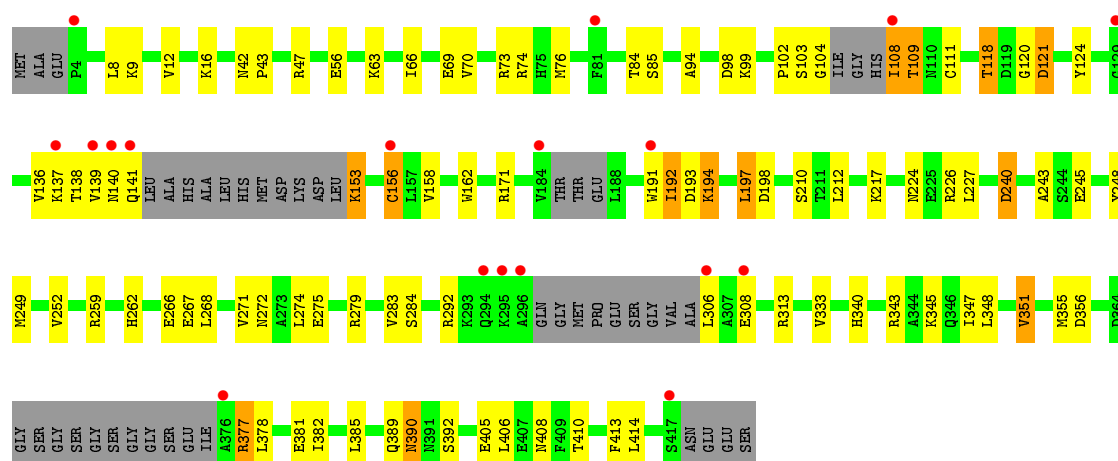 MET ALA GLU P4 L8 K9 V12 K16 N42 P43 R47 E56 K63 I66 E69 V70 R73 R74 H75 M76 F81 T84 S85 A94 D98 K99 P102 S103 G104 ILE GLY HIS I108 T109 N110 C111 T118 D119 G120 D121 Y124
V136 K137 T138 V139 N140 Q141 LEU ALA HIS ALA LEU HIS MET ASP LYS ASP LEU K153 C156 L157 V158 W162 R171 V184 THR THR GLU L188 W191 I192 D193 K194 L197 D198 S210 T211 L212 K217 N224 E225 R226 L227 D240 A243 S244 E245
M249 V252 R259 H262 E266 E267 L268 V271 N272 A273 L274 E275 R279 V283 S284 R292 K293 Q294 K295 A296 GLN GLY MET PRO GLU SER GLY VAL ALA L306 A307 E308 R313 V333 H340 R343 A344 K345 Q346 I347 L348 V351 M355 D356 D364
GLY SER GLY SER GLY SER GLY GLY SER GLU ILE A376 R377 L378 E381 I382 L385 Q389 N390 N391 S392 E405 L406 E407 N408 F409 T410 F413 L414 S417 ASN GLU GLU SER